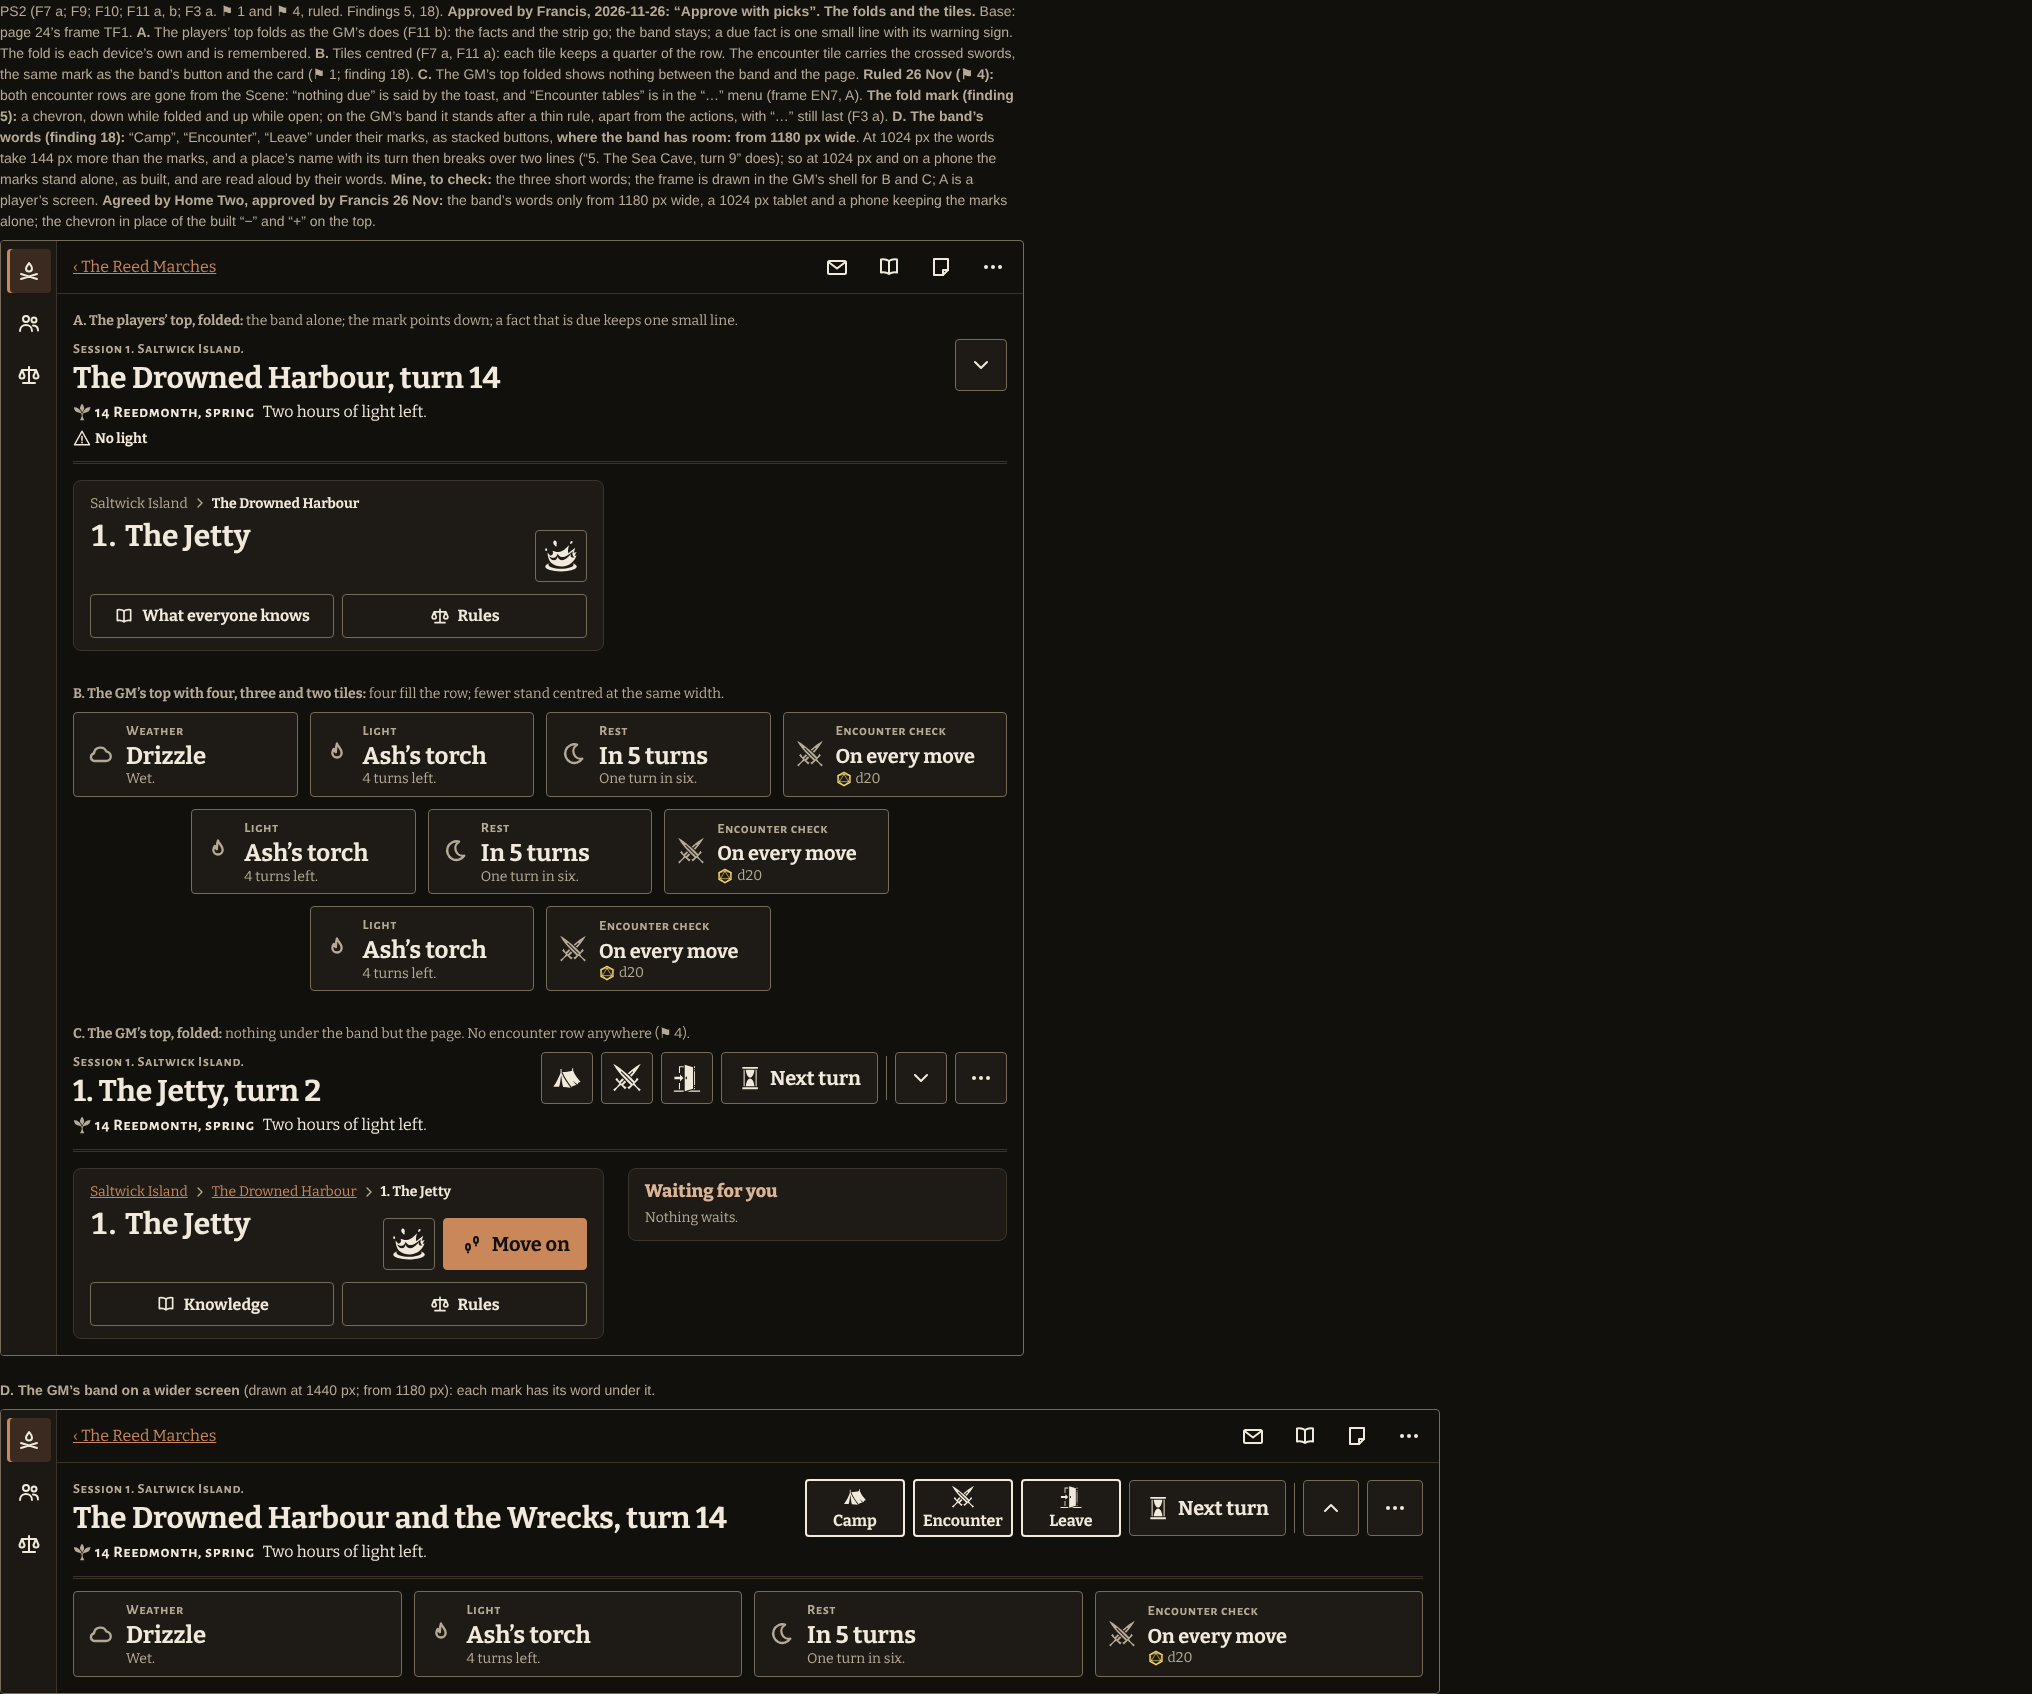 PS2 (F7 a; F9; F10; F11 a, b; F3 a. ⚑ 1 and ⚑ 4, ruled. Findings 5, 18). Approved by Francis, 2026-11-26: “Approve with picks”. The folds and the tiles. Base:
page 24’s frame TF1. A. The players’ top folds as the GM’s does (F11 b): the facts and the strip go; the band stays; a due fact is one small line with its warning sign.
The fold is each device’s own and is remembered. B. Tiles centred (F7 a, F11 a): each tile keeps a quarter of the row. The encounter tile carries the crossed swords,
the same mark as the band’s button and the card (⚑ 1; finding 18). C. The GM’s top folded shows nothing between the band and the page. Ruled 26 Nov (⚑ 4):
both encounter rows are gone from the Scene: “nothing due” is said by the toast, and “Encounter tables” is in the “…” menu (frame EN7, A). The fold mark (finding
5): a chevron, down while folded and up while open; on the GM’s band it stands after a thin rule, apart from the actions, with “…” still last (F3 a). D. The band’s
words (finding 18): “Camp”, “Encounter”, “Leave” under their marks, as stacked buttons, where the band has room: from 1180 px wide. At 1024 px the words
take 144 px more than the marks, and a place’s name with its turn then breaks over two lines (“5. The Sea Cave, turn 9” does); so at 1024 px and on a phone the
marks stand alone, as built, and are read aloud by their words. Mine, to check: the three short words; the frame is drawn in the GM’s shell for B and C; A is a
player’s screen. Agreed by Home Two, approved by Francis 26 Nov: the band’s words only from 1180 px wide, a 1024 px tablet and a phone keeping the marks
alone; the chevron in place of the built “−” and “+” on the top.
‹ The Reed Marches
A. The players’ top, folded: the band alone; the mark points down; a fact that is due keeps one small line.
Session 1. Saltwick Island.
The Drowned Harbour, turn 14
14 Reedmonth, spring Two hours of light left.
No light
Saltwick Island > The Drowned Harbour
1. The Jetty
What everyone knows
Rules
B. The GM’s top with four, three and two tiles: four fill the row; fewer stand centred at the same width.
Weather
Drizzle
Wet.
Light
Ash’s torch
4 turns left.
Rest
In 5 turns
One turn in six.
Encounter check
On every move
d20
Light
Ash’s torch
4 turns left.
Rest
In 5 turns
One turn in six.
Encounter check
On every move
d20
Light
Ash’s torch
4 turns left.
Encounter check
On every move
d20
C. The GM’s top, folded: nothing under the band but the page. No encounter row anywhere (⚑ 4).
Session 1. Saltwick Island.
1. The Jetty, turn 2
14 Reedmonth, spring Two hours of light left.
Next turn
Saltwick Island > The Drowned Harbour > 1. The Jetty
1. The Jetty
Move on
Knowledge
Rules
Waiting for you
Nothing waits.
D. The GM’s band on a wider screen (drawn at 1440 px; from 1180 px): each mark has its word under it.
‹ The Reed Marches
Session 1. Saltwick Island.
The Drowned Harbour and the Wrecks, turn 14
14 Reedmonth, spring Two hours of light left.
Camp
Encounter
Leave
Next turn
Weather
Drizzle
Wet.
Light
Ash’s torch
4 turns left.
Rest
In 5 turns
One turn in six.
Encounter check
On every move
d20